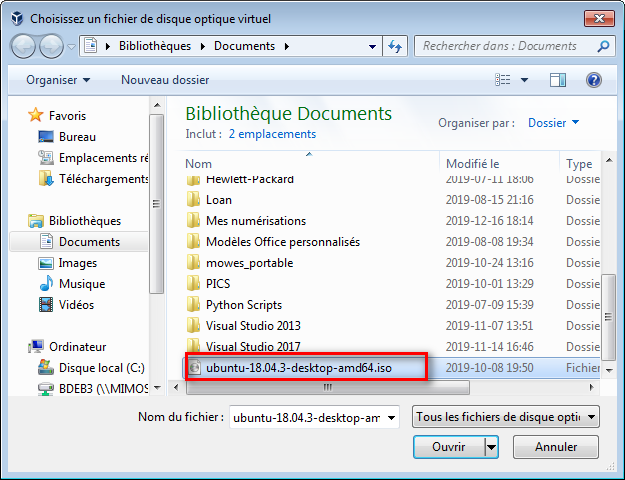 Choisissez un fichier de disque optique virtuel
Bibliothèques Documents
Rechercher dans : Documents
Organiser Nouveau dossier
Favoris
Bureau
Emplacements ré
Téléchargements
Bibliothèques
Documents
Images
Musique
Vidéos
Ordinateur
Disque local (C:)
BDEB3 (\\MIMOS
Bibliothèque Documents
Inclut : 2 emplacements
Organiser par : Dossier
Nom Modifié le Type
Hewlett-Packard 2019-07-11 18:06 Dossie
Loan 2019-08-15 21:16 Dossie
Mes numérisations 2019-12-16 18:14 Dossie
Modèles Office personnalisés 2019-08-08 19:34 Dossie
mowes_portable 2019-10-24 13:16 Dossie
PICS 2019-10-01 13:29 Dossie
Python Scripts 2019-07-09 15:39 Dossie
Visual Studio 2013 2019-11-07 13:51 Dossie
Visual Studio 2017 2019-11-14 16:46 Dossie
ubuntu-18.04.3-desktop-amd64.iso 2019-10-08 19:50 Fichier
Nom du fichier : ubuntu-18.04.3-desktop-am Tous les fichiers de disque optic
Ouvrir Annuler